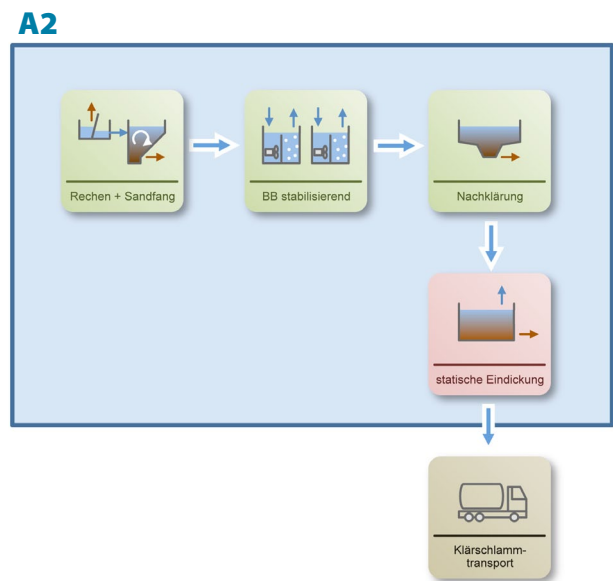 A2
Rechen + Sandfang
BB stabilisierend
Nachklärung
statische Eindickung
Klärschlamm-
transport